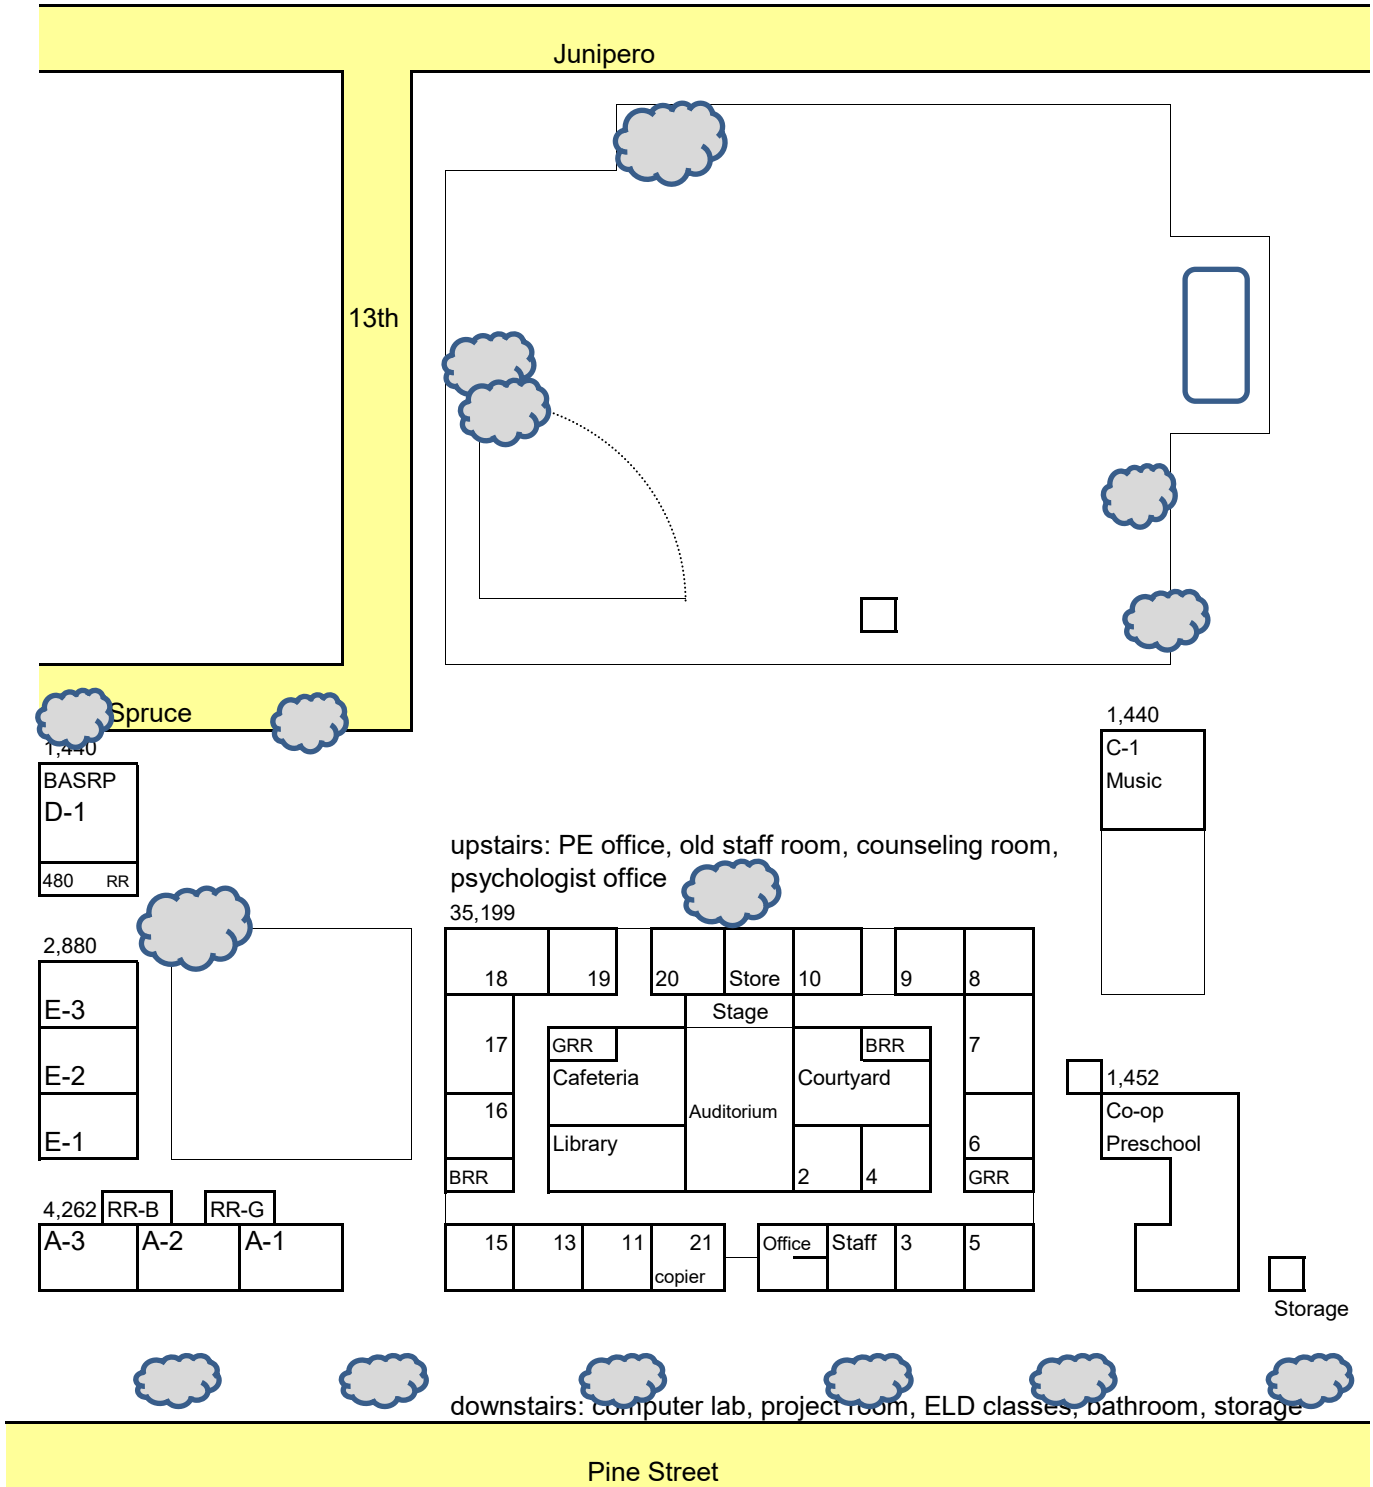 Junipero
13th
Spruce
1,440
1,440
C-1
BASRP
Music
D-1
upstairs: PE office, old staff room, counseling room,
480 RR
psychologist office
35,199
2,880
18 19 20 Store 10 9 8
E-3
Stage
17 GRR BRR 7
E-2
Cafeteria Courtyard
1,452
16 Auditorium
Co-op
E-1
Library 6
Preschool
BRR 2 4 GRR
4,262 RR-B RR-G
A-3 A-2 A-1
15 13 11 21 Office Staff 3 5
copier
Storage
downstairs: computer lab, project room, ELD classes, bathroom, storage
Pine Street